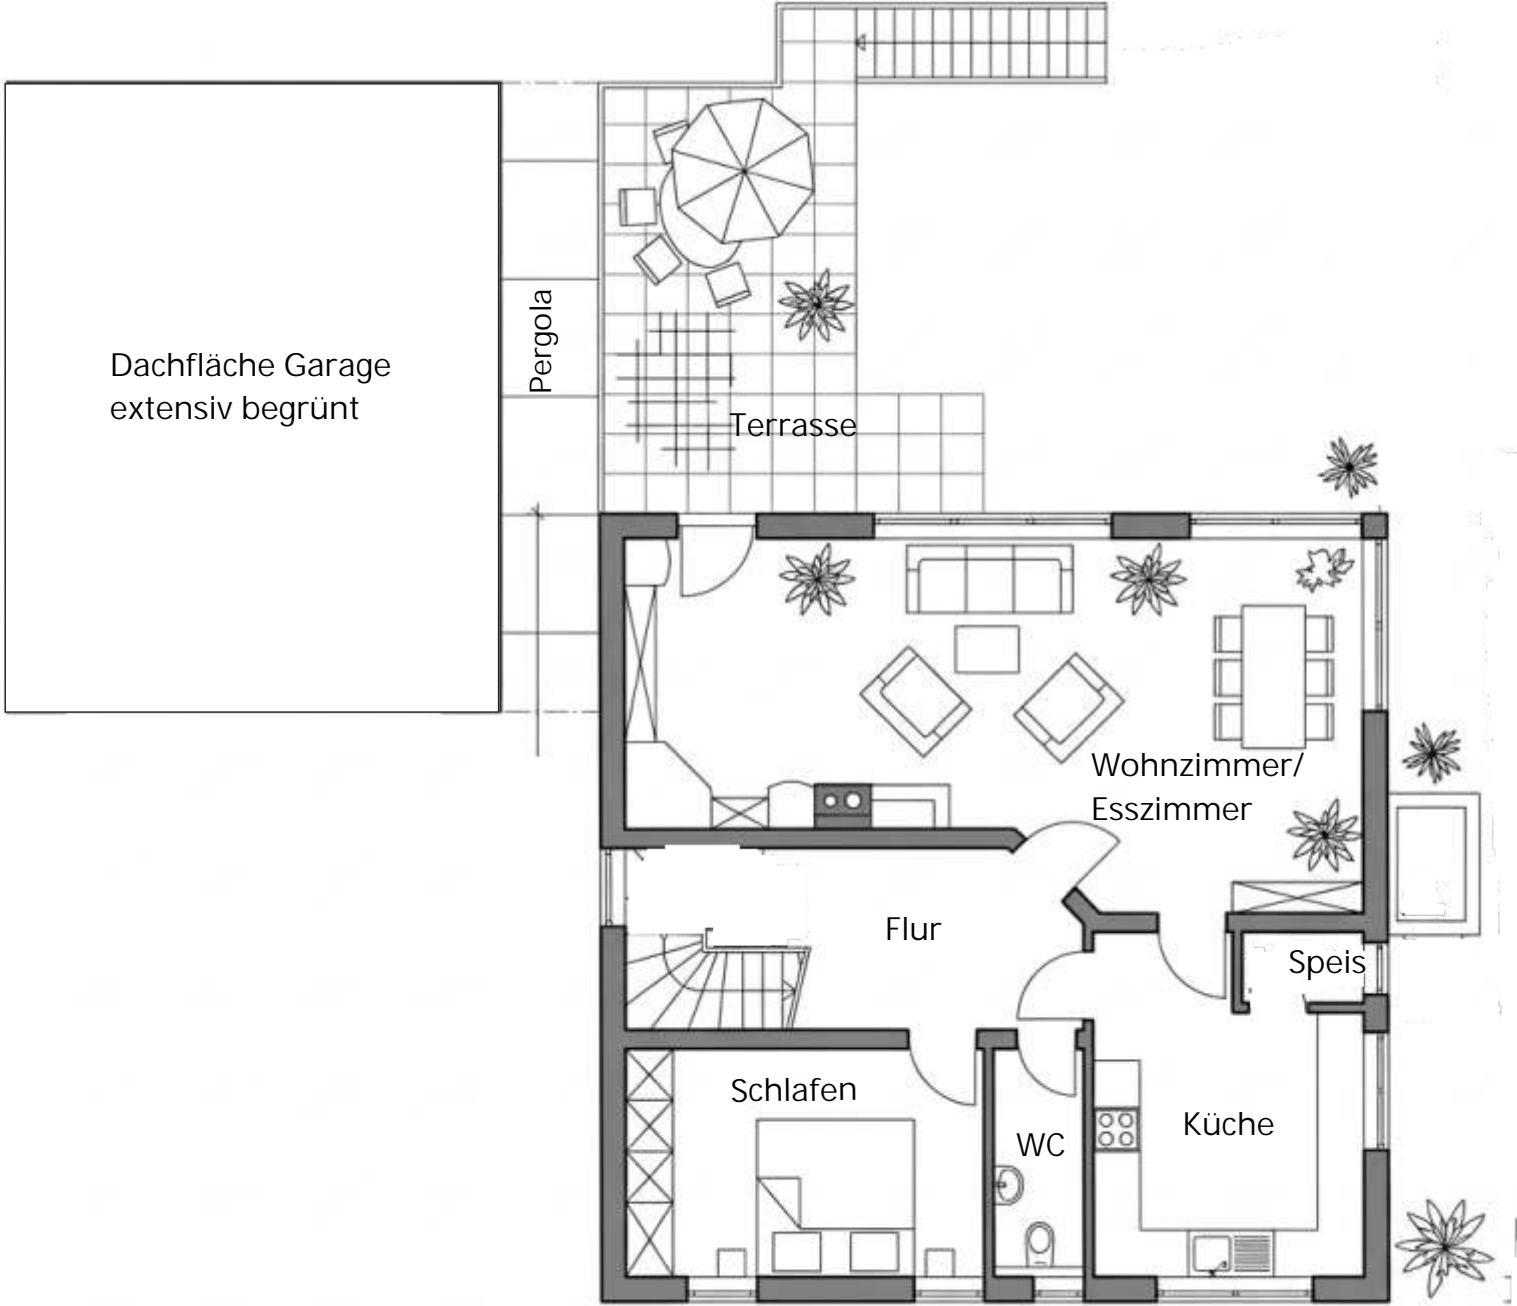 Dachfläche Garage
extensiv begrünt
Pergola
Terrasse
Wohnzimmer/
Esszimmer
Flur
Speis
Schlafen
WC
Küche